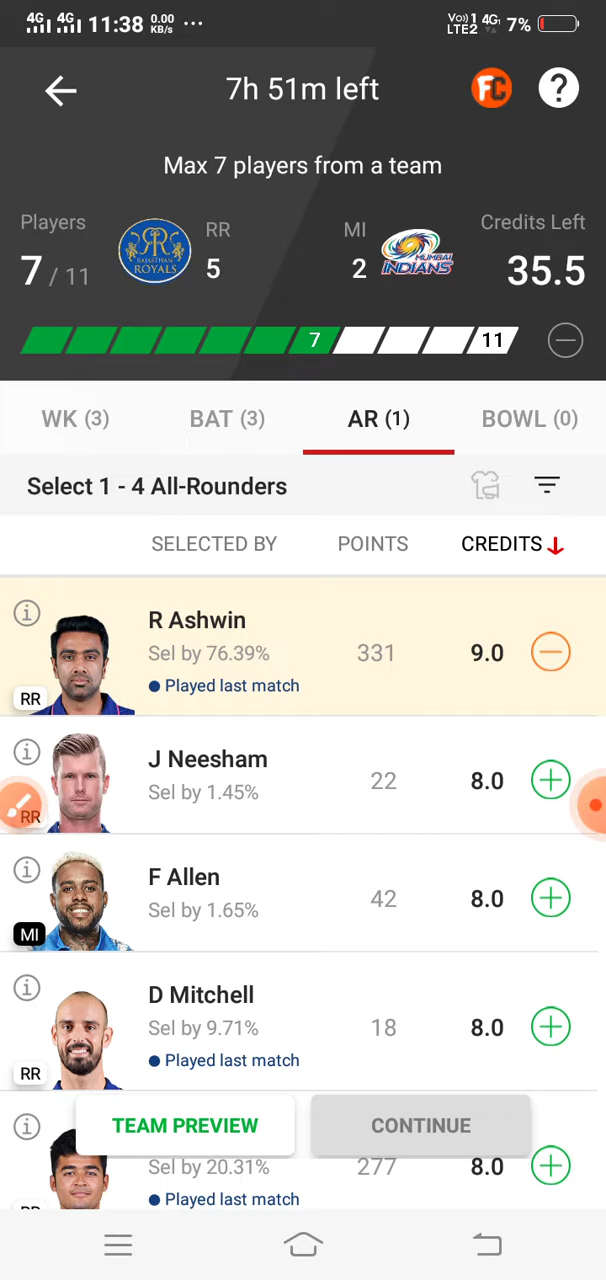 4G 4G 11:38 0.00 KB/s ... Vo)) 1 4G LTE2 7%
7h 51m left FC ?
Max 7 players from a team
Players RR MI Credits Left
7 / 11 RAJASTHAN ROYALS 5 2 MUMBAI INDIANS 35.5
7 11
WK (3) BAT (3) AR (1) BOWL (0)
Select 1 - 4 All-Rounders
SELECTED BY POINTS CREDITS
R Ashwin
Sel by 76.39% 331 9.0
RR Played last match
J Neesham
Sel by 1.45% 22 8.0
RR
F Allen
Sel by 1.65% 42 8.0
MI
D Mitchell
Sel by 9.71% 18 8.0
RR Played last match
TEAM PREVIEW CONTINUE
Sel by 20.31% 277 8.0
Played last match